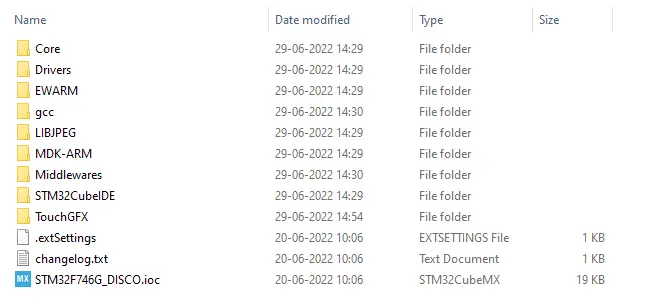 Name Date modified Type Size
Core 29-06-2022 14:29 File folder
Drivers 29-06-2022 14:29 File folder
EWARM 29-06-2022 14:29 File folder
gcc 29-06-2022 14:30 File folder
LIBJPEG 29-06-2022 14:29 File folder
MDK-ARM 29-06-2022 14:29 File folder
Middlewares 29-06-2022 14:30 File folder
STM32CubeIDE 29-06-2022 14:29 File folder
TouchGFX 29-06-2022 14:54 File folder
.extSettings 20-06-2022 10:06 EXTSETTINGS File 1 KB
changelog.txt 20-06-2022 10:06 Text Document 1 KB
MX STM32F746G_DISCO.ioc 20-06-2022 10:06 STM32CubeMX 19 KB